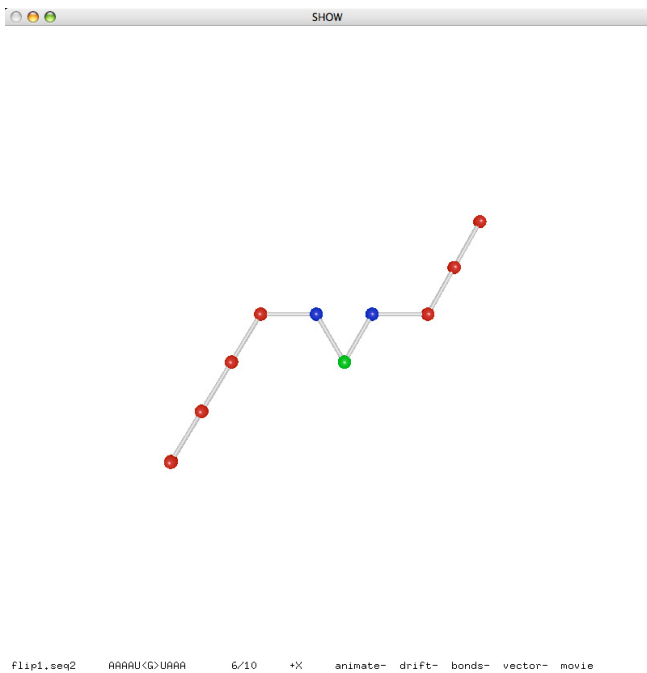 SHOW
flip1.seq2 AAAAU<G>UAAA 6/10 +X animate- drift- bonds- vector- movie